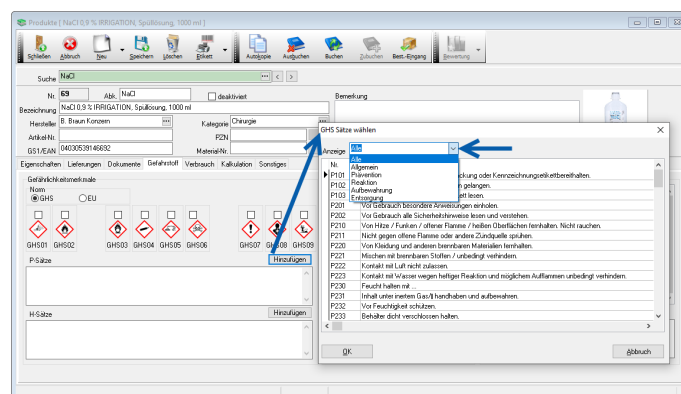 Produkte [ NaCl 0,9 % IRRIGATION, Spüllösung, 1000 ml ]
Schließen Abbruch Neu Speichern Löschen Etikett Autokopie Ausbuchen Buchen Zubuchen Best.-Eingang Bewertung
Suche NaCl
Nr. 69 Abk. NaCl deaktiviert Bemerkung
Bezeichnung NaCl 0,9 % IRRIGATION, Spüllösung, 1000 ml
Hersteller B. Braun Konzern Kategorie Chirurgie
Artikel-Nr. PZN
GS1/EAN 04030539146692 Material-Nr.
Eigenschaften Lieferungen Dokumente Gefahrstoff Verbrauch Kalkulation Sonstiges
Gefährlichkeitsmerkmale
Norm
GHS EU
GHS01 GHS02 GHS03 GHS04 GHS05 GHS06 GHS07 GHS08 GHS09
P-Sätze Hinzufügen
H-Sätze Hinzufügen
GHS Sätze wählen
Anzeige Alle
Alle
Allgemein
Prävention
Reaktion
Aufbewahrung
Entsorgung
Nr.
P101 ckung oder Kennzeichnungsetikett bereithalten.
P102 n gelangen.
P103 ett lesen.
P201 Vor Gebrauch besondere Anweisungen einholen.
P202 Vor Gebrauch alle Sicherheitshinweise lesen und verstehen.
P210 Von Hitze / Funken / offener Flamme / heißen Oberflächen fernhalten. Nicht rauchen.
P211 Nicht gegen offene Flamme oder andere Zündquelle sprühen.
P220 Von Kleidung und anderen brennbaren Materialien fernhalten.
P221 Mischen mit brennbaren Stoffen / unbedingt verhindern.
P222 Kontakt mit Luft nicht zulassen.
P223 Kontakt mit Wasser wegen heftiger Reaktion und möglichem Aufflammen unbedingt verhindern.
P230 Feucht halten mit ...
P231 Inhalt unter inertem Gas/ handhaben und aufbewahren.
P232 Vor Feuchtigkeit schützen.
P233 Behälter dicht verschlossen halten.
OK Abbruch